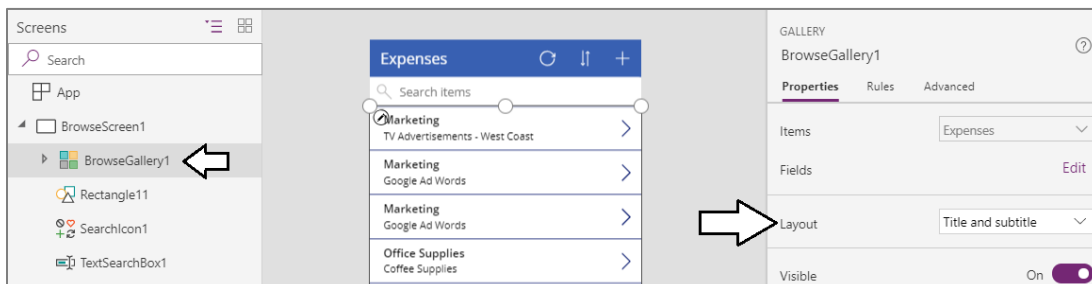 Screens
Search
App
BrowseScreen1
BrowseGallery1
Rectangle11
SearchIcon1
TextSearchBox1
Expenses
Search items
Marketing
TV Advertisements - West Coast
Marketing
Google Ad Words
Marketing
Google Ad Words
Office Supplies
Coffee Supplies
GALLERY
BrowseGallery1
?
Properties Rules Advanced
Items Expenses
Fields Edit
Layout Title and subtitle
Visible On